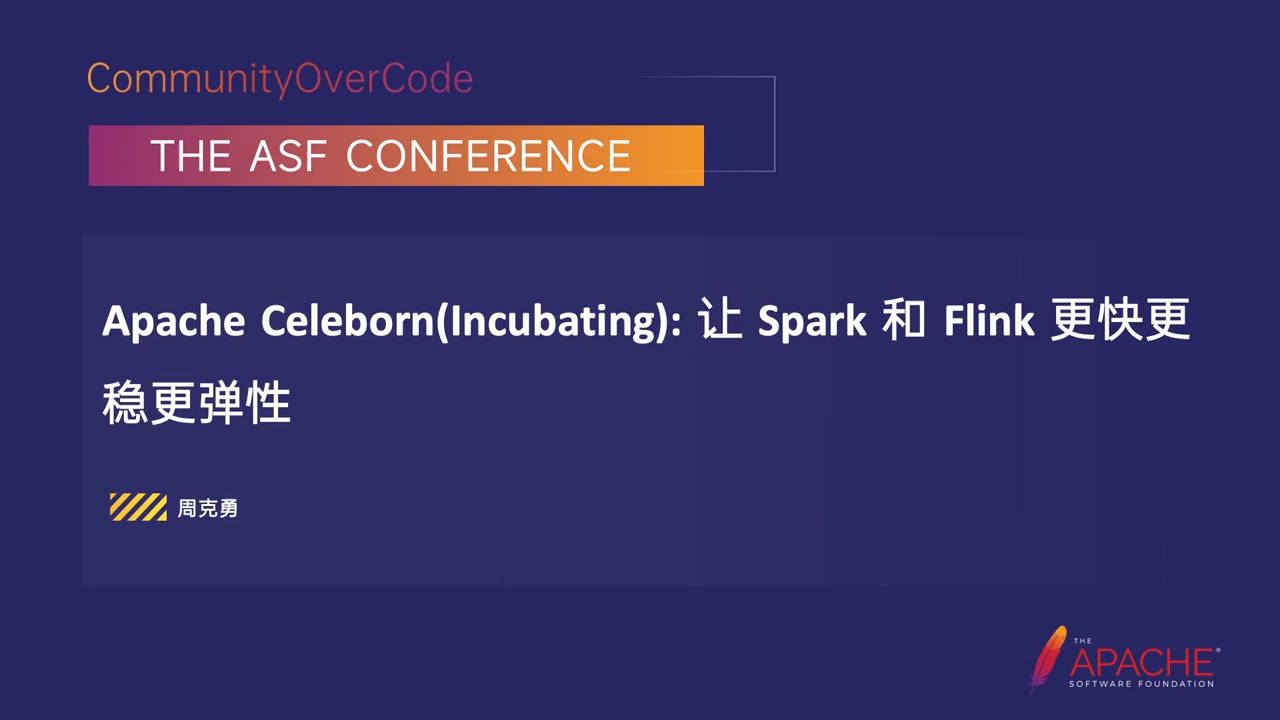 CommunityOverCode
THE ASF CONFERENCE
Apache Celeborn(Incubating): 让 Spark 和 Flink 更快更
稳更弹性
周克勇
THE
APACHE®
SOFTWARE FOUNDATION